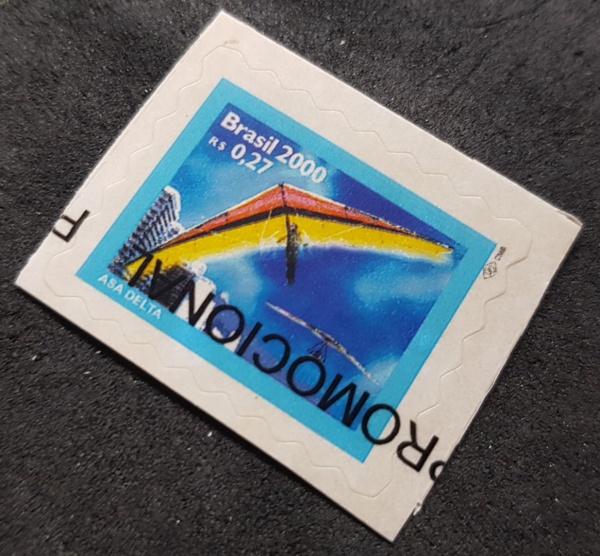 Brasil 2000
R$ 0,27
ASA DELTA
PROMOCIONAL